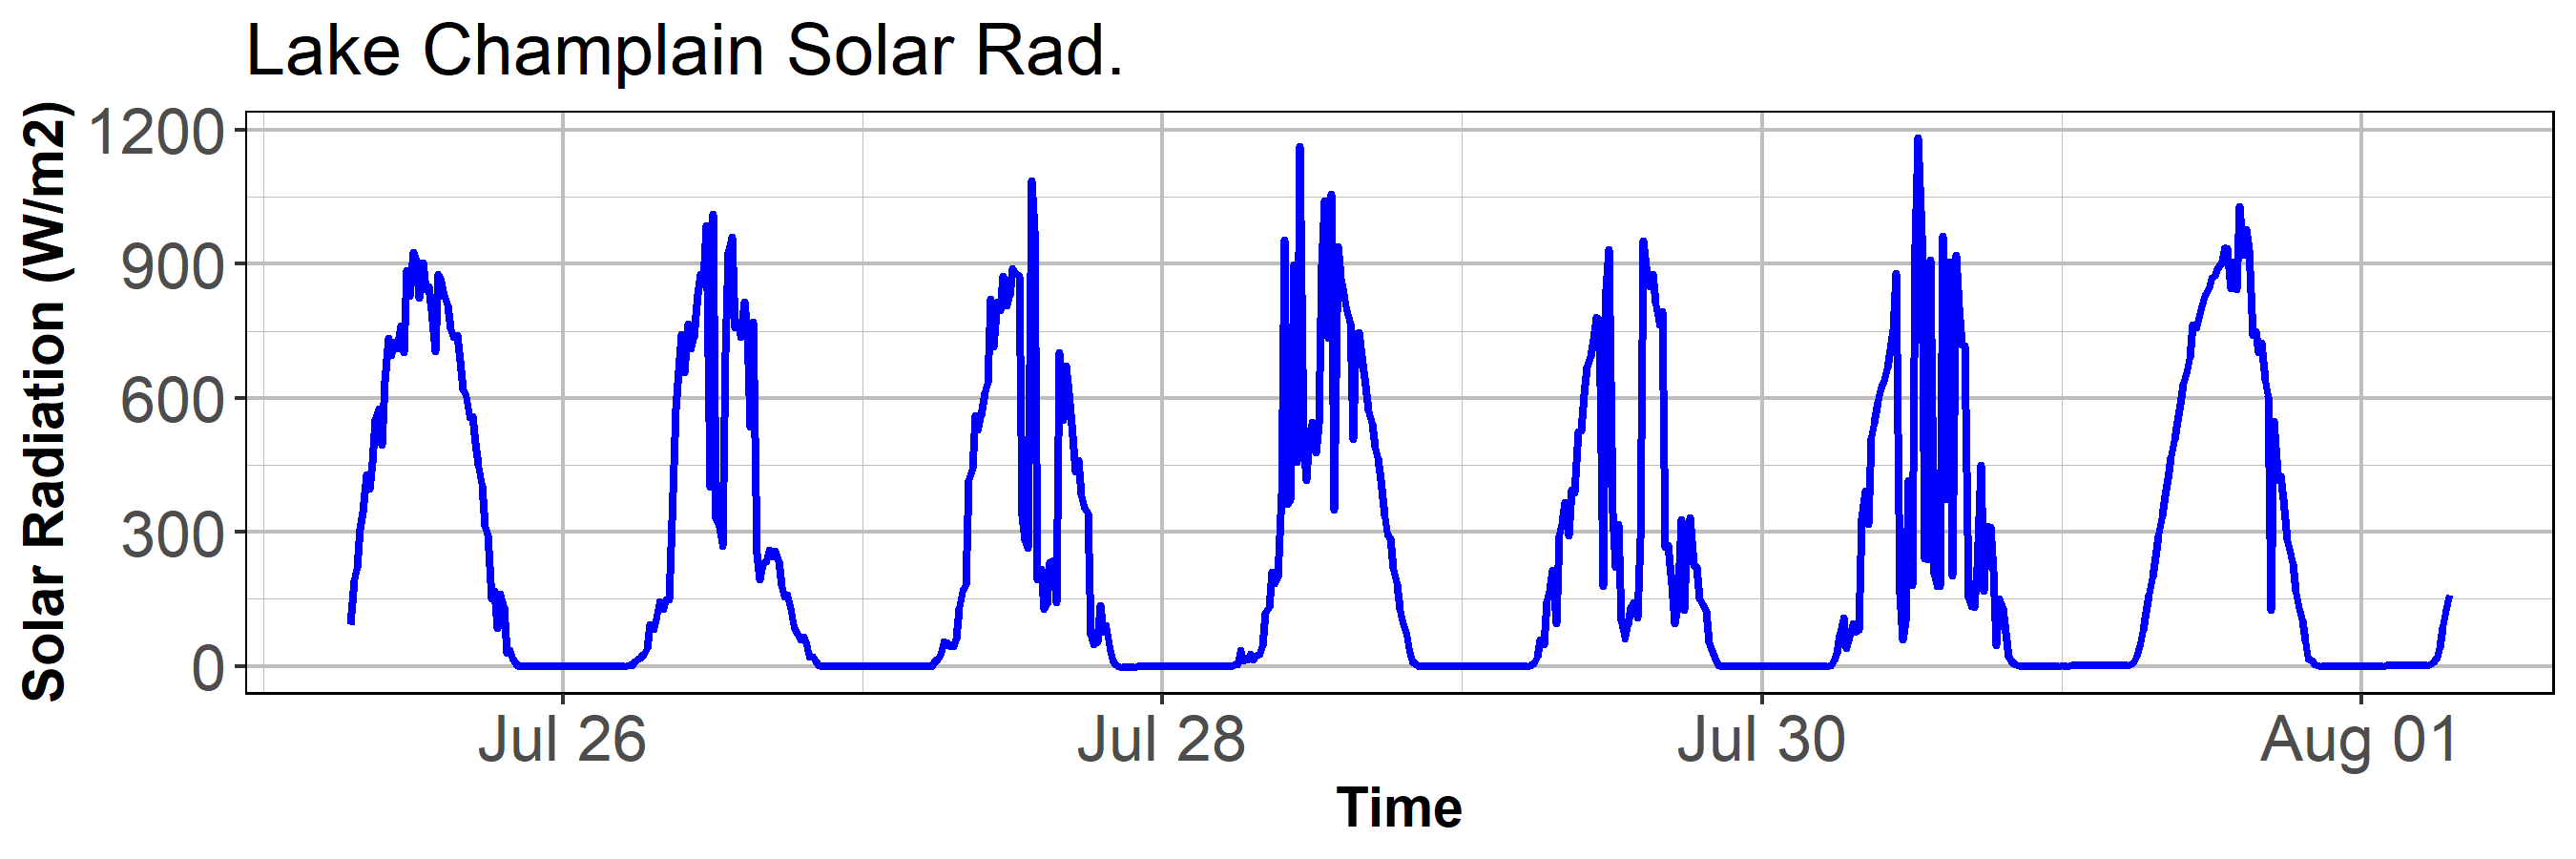 Lake Champlain Solar Rad.
Solar Radiation (W/m2)
1200
900
600
300
0
Jul 26
Jul 28
Jul 30
Aug 01
Time